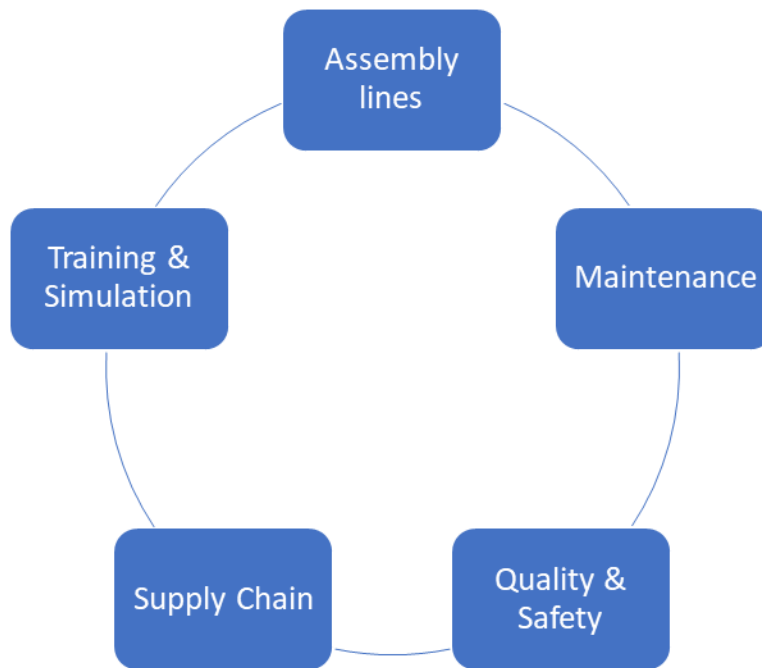 Assembly
lines
Training &
Simulation
Maintenance
Supply Chain
Quality &
Safety